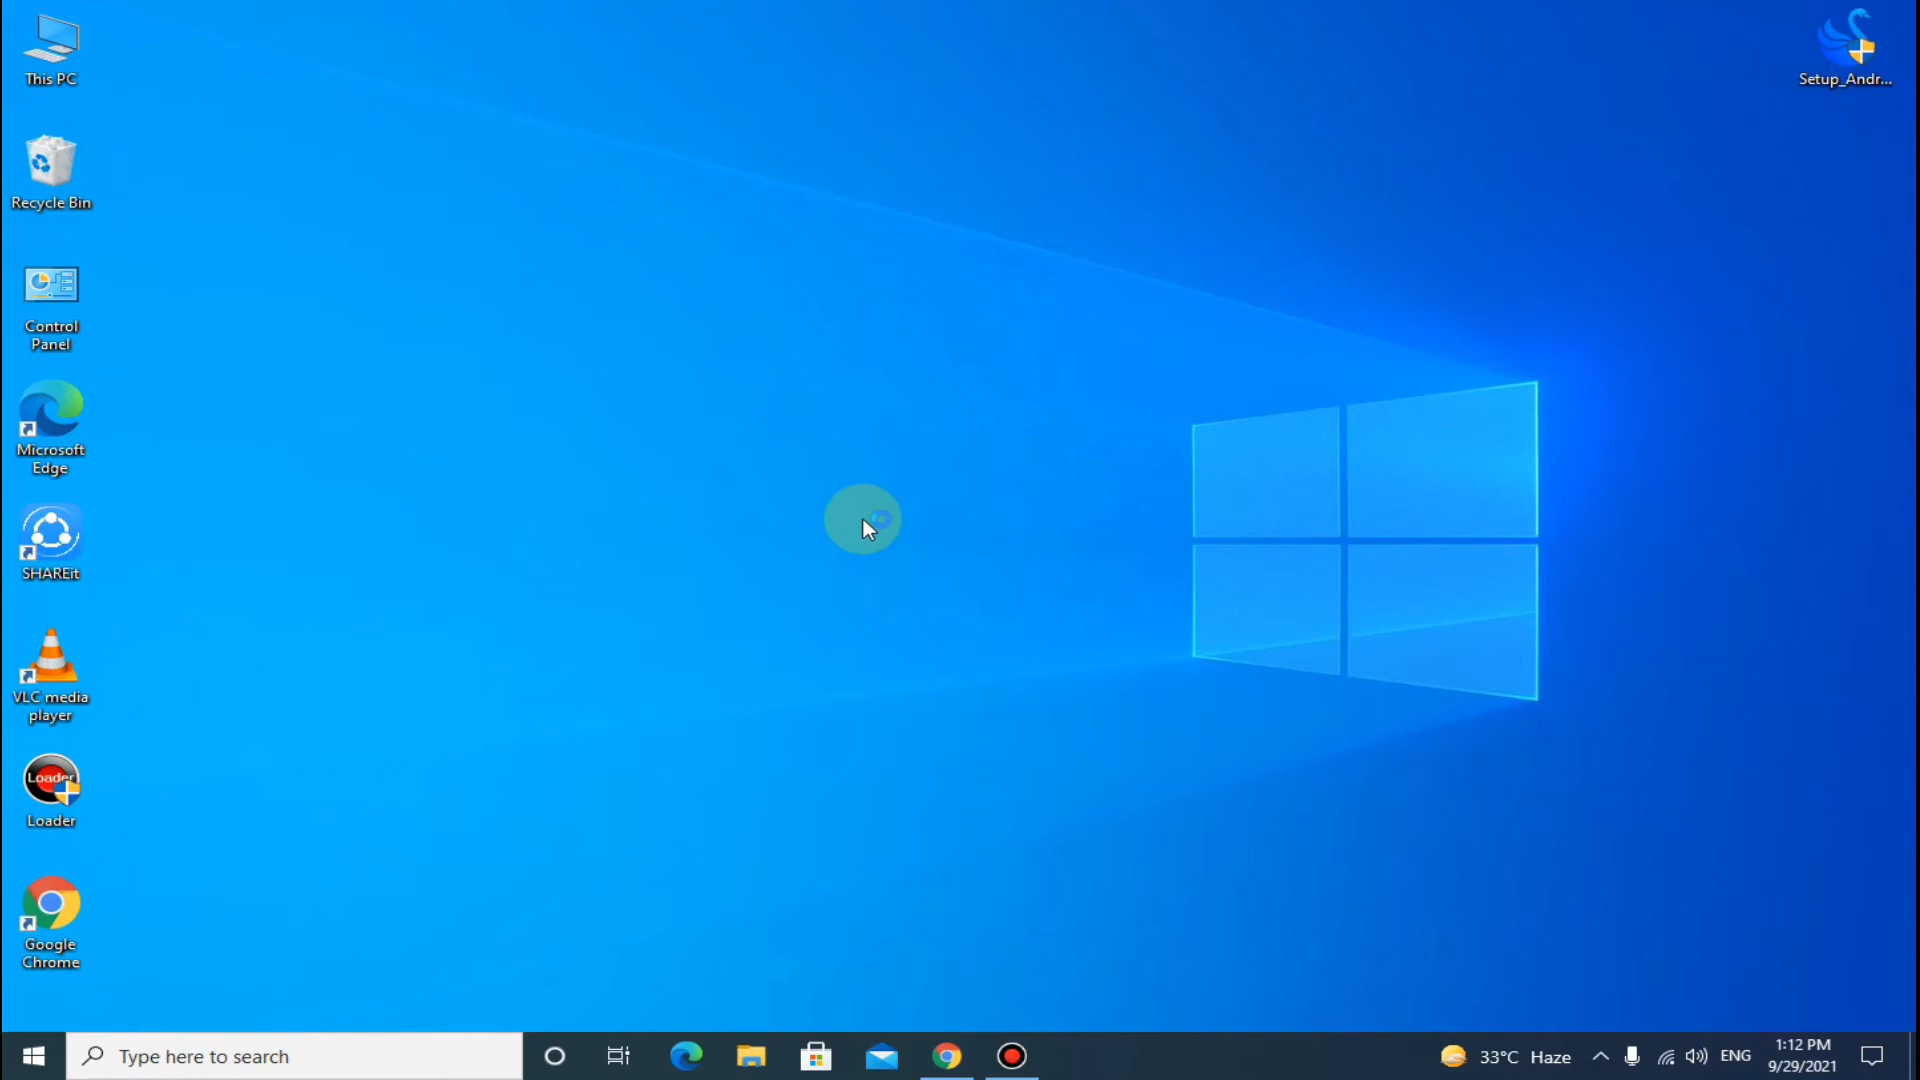 This PC
Setup_Andr...
Recycle Bin
Control
Panel
Microsoft
Edge
SHAREit
VLC media
player
Loader
Loader
Google
Chrome
Type here to search
33°C Haze
ENG
1:12 PM
9/29/2021